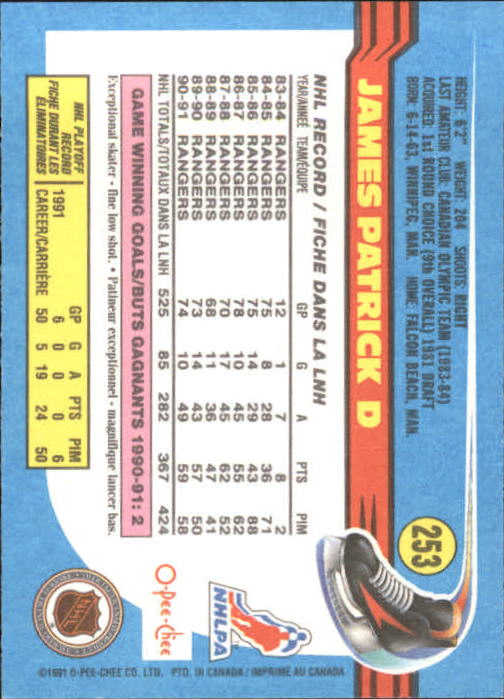 253
JAMES PATRICK D
HEIGHT: 6'2" WEIGHT: 204 SHOOTS: RIGHT
LAST AMATEUR CLUB: CANADIAN OLYMPIC TEAM (1983-84)
ACQUIRED: 1st ROUND CHOICE (9th OVERALL) 1981 DRAFT
BORN: 6-14-63, WINNIPEG, MAN. HOME: FALCON BEACH, MAN.
NHL RECORD / FICHE DANS LA LNH
YEAR/ANNÉE TEAM/ÉQUIPE GP G A PTS PIM
83-84 RANGERS 12 1 7 8 2
84-85 RANGERS 75 8 28 36 71
85-86 RANGERS 75 14 29 43 88
86-87 RANGERS 78 10 45 55 62
87-88 RANGERS 70 17 45 62 52
88-89 RANGERS 68 11 36 47 41
89-90 RANGERS 73 14 43 57 50
90-91 RANGERS 74 10 49 59 58
NHL TOTALS/TOTAUX DANS LA LNH 525 85 282 367 424
GAME WINNING GOALS/BUTS GAGNANTS 1990-91: 2
Exceptional skater - fine low shot. • Patineur exceptionnel - magnifique lancer bas.
NHL PLAYOFF RECORD
FICHE DURANT LES ÉLIMINATOIRES
GP G A PTS PIM
1991 6 0 0 0 6
CAREER/CARRIÈRE 50 5 19 24 50
NHLPA
O-Pee-Chee
NHL
©1991 O-PEE-CHEE CO. LTD. PTD. IN CANADA / IMPRIMÉ AU CANADA